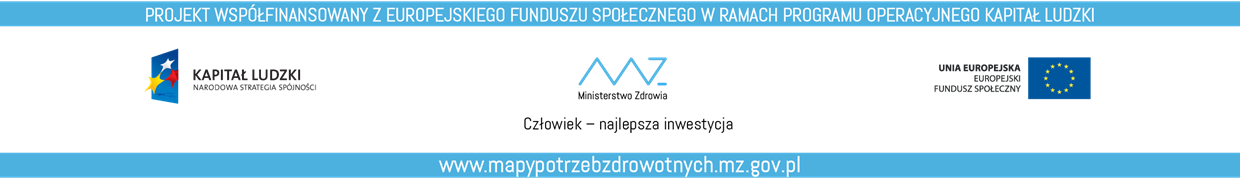 PROJEKT WSPÓŁFINANSOWANY Z EUROPEJSKIEGO FUNDUSZU SPOŁECZNEGO W RAMACH PROGRAMU OPERACYJNEGO KAPITAŁ LUDZKI
KAPITAŁ LUDZKI
NARODOWA STRATEGIA SPÓJNOŚCI
MZ
Ministerstwo Zdrowia
UNIA EUROPEJSKA
EUROPEJSKI
FUNDUSZ SPOŁECZNY
Człowiek – najlepsza inwestycja
www.mapypotrzebzdrowotnych.mz.gov.pl